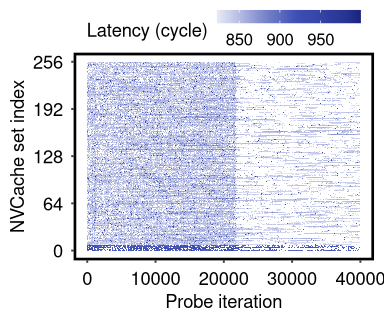 Latency (cycle)
850 900 950
NVCache set index
256
192
128
64
0
0 10000 20000 30000 40000
Probe iteration